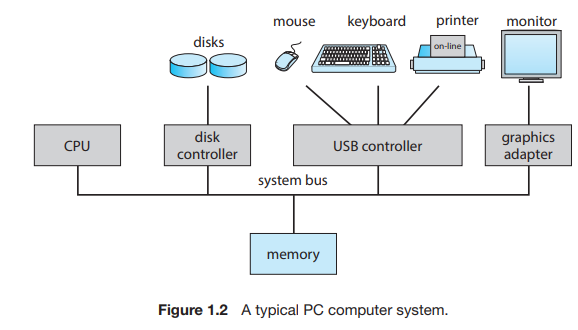 mouse
keyboard
printer
monitor
disks
on-line
CPU
disk
controller
USB controller
graphics
adapter
system bus
memory
Figure 1.2 A typical PC computer system.